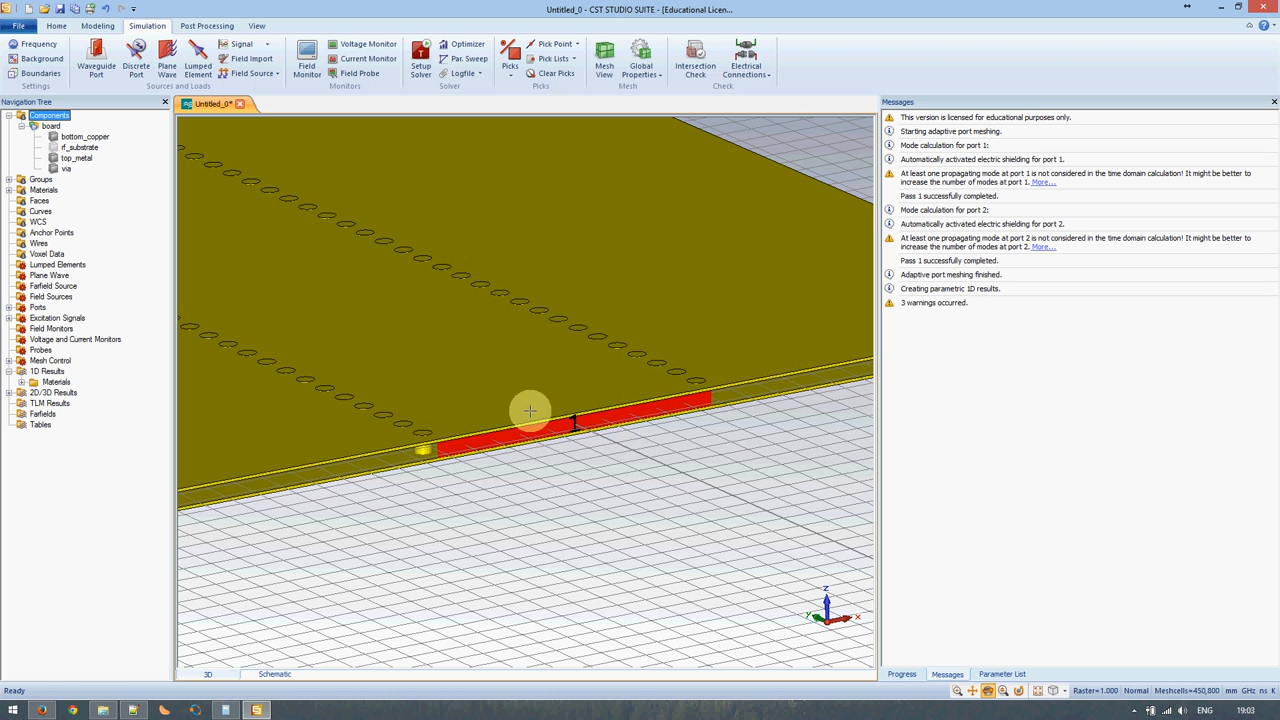 Untitled_0 - CST STUDIO SUITE - [Educational Licen...
File Home Modeling Simulation Post Processing View
Frequency
Background
Boundaries
Settings
Waveguide Port
Discrete Port
Plane Wave
Lumped Element
Signal
Field Import
Field Source
Sources and Loads
Field Monitor
Voltage Monitor
Current Monitor
Field Probe
Monitors
Setup Solver
Optimizer
Par. Sweep
Logfile
Solver
Picks
Pick Point
Pick Lists
Clear Picks
Picks
Mesh View
Global Properties
Mesh
Intersection Check
Electrical Connections
Check
Navigation Tree
Components
board
bottom_copper
rf_substrate
top_metal
via
Groups
Materials
Faces
Curves
WCS
Anchor Points
Wires
Voxel Data
Lumped Elements
Plane Wave
Farfield Source
Field Sources
Ports
Excitation Signals
Field Monitors
Voltage and Current Monitors
Probes
Mesh Control
1D Results
Materials
2D/3D Results
TLM Results
Farfields
Tables
Untitled_0*
1
z
y
x
3D Schematic
Messages
This version is licensed for educational purposes only.
Starting adaptive port meshing.
Mode calculation for port 1:
Automatically activated electric shielding for port 1.
At least one propagating mode at port 1 is not considered in the time domain calculation! It might be better to
increase the number of modes at port 1. More...
Pass 1 successfully completed.
Mode calculation for port 2:
Automatically activated electric shielding for port 2.
At least one propagating mode at port 2 is not considered in the time domain calculation! It might be better to
increase the number of modes at port 2. More...
Pass 1 successfully completed.
Adaptive port meshing finished.
Creating parametric 1D results.
3 warnings occurred.
Progress Messages Parameter List
Ready
Raster=1.000 Normal Meshcells=450,800 mm GHz ns K
ENG 19:03